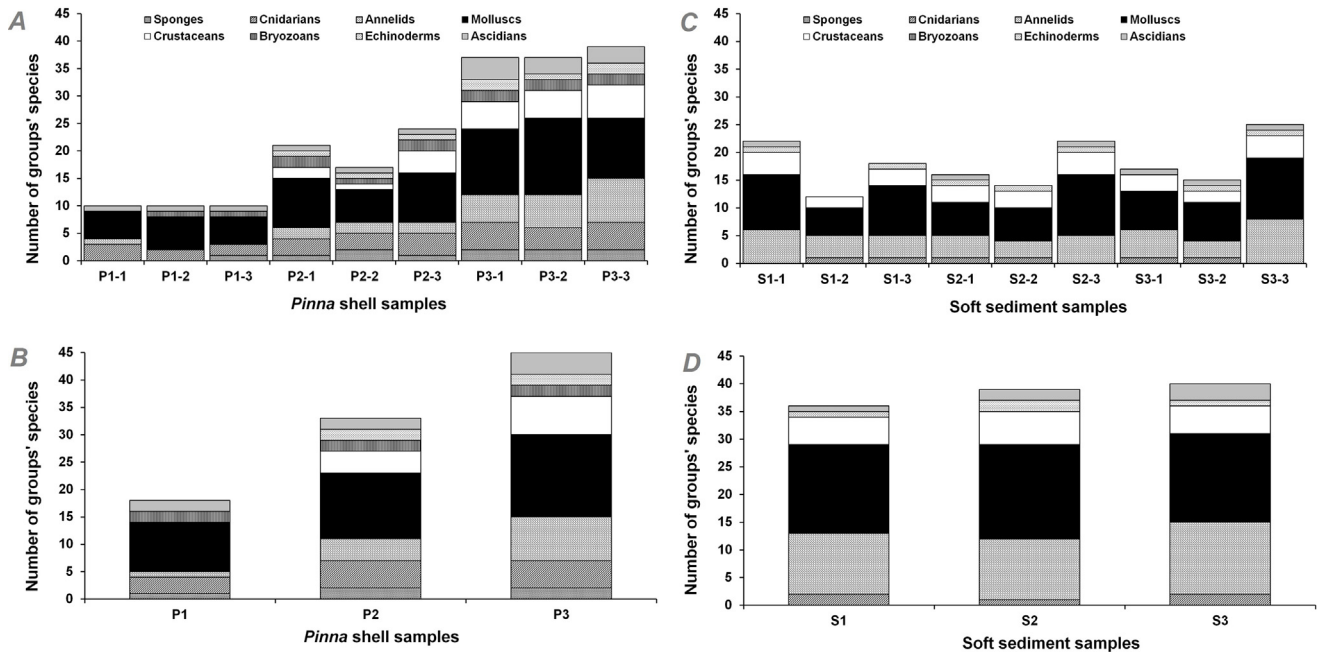 A
Number of groups' species
45
40
35
30
25
20
15
10
5
0
Sponges Cnidarians Annelids Molluscs
Crustaceans Bryozoans Echinoderms Ascidians
P1-1 P1-2 P1-3 P2-1 P2-2 P2-3 P3-1 P3-2 P3-3
Pinna shell samples
B
Number of groups' species
45
40
35
30
25
20
15
10
5
0
P1 P2 P3
Pinna shell samples
C
Number of groups' species
45
40
35
30
25
20
15
10
5
0
Sponges Cnidarians Annelids Molluscs
Crustaceans Bryozoans Echinoderms Ascidians
S1-1 S1-2 S1-3 S2-1 S2-2 S2-3 S3-1 S3-2 S3-3
Soft sediment samples
D
Number of groups' species
45
40
35
30
25
20
15
10
5
0
S1 S2 S3
Soft sediment samples